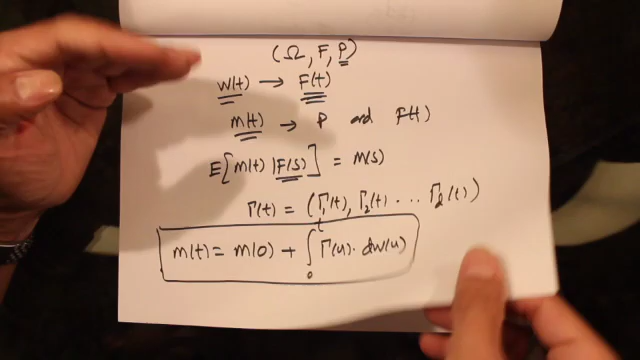 (Ω, F, P)
W(t) → F(t)
M(t) → P and F(t)
E[M(t) | F(s)] = M(s)
Γ(t) = (Γ₁(t), Γ₂(t) ... Γd(t))
M(t) = M(0) + ∫₀ᵗ Γ(u) · dW(u)